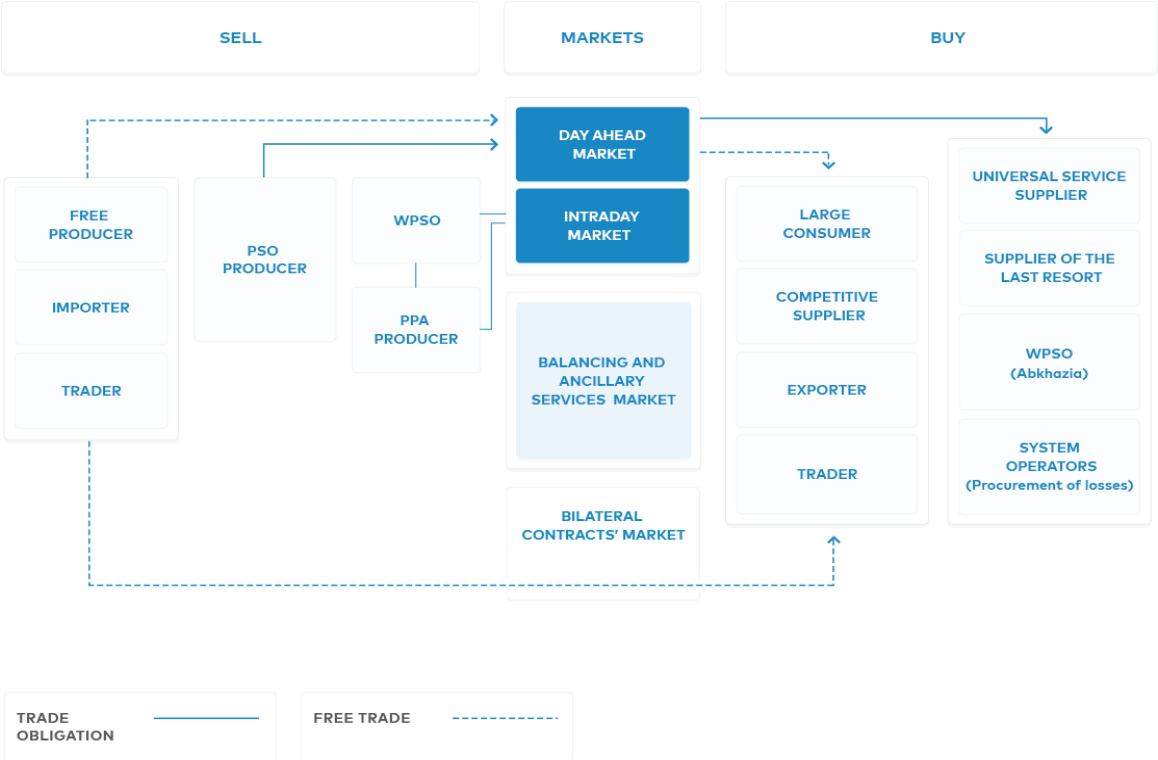 SELL
MARKETS
BUY
DAY AHEAD
MARKET
INTRADAY
MARKET
BALANCING AND
ANCILLARY
SERVICES MARKET
BILATERAL
CONTRACTS' MARKET
FREE
PRODUCER
IMPORTER
TRADER
PSO
PRODUCER
WPSO
PPA
PRODUCER
LARGE
CONSUMER
COMPETITIVE
SUPPLIER
EXPORTER
TRADER
UNIVERSAL SERVICE
SUPPLIER
SUPPLIER OF THE
LAST RESORT
WPSO
(Abkhazia)
SYSTEM
OPERATORS
(Procurement of losses)
TRADE
OBLIGATION
FREE TRADE